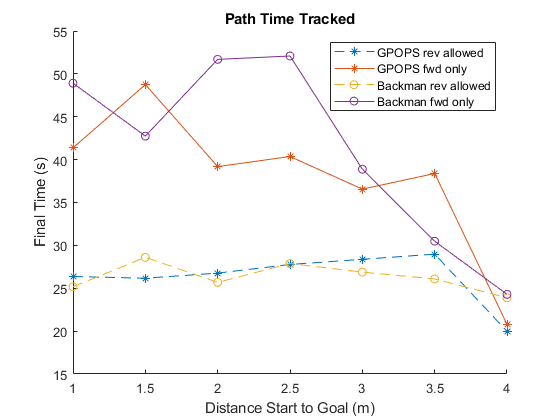 Path Time Tracked
GPOPS rev allowed
GPOPS fwd only
Backman rev allowed
Backman fwd only
Final Time (s)
55
50
45
40
35
30
25
20
15
1
1.5
2
2.5
3
3.5
4
Distance Start to Goal (m)